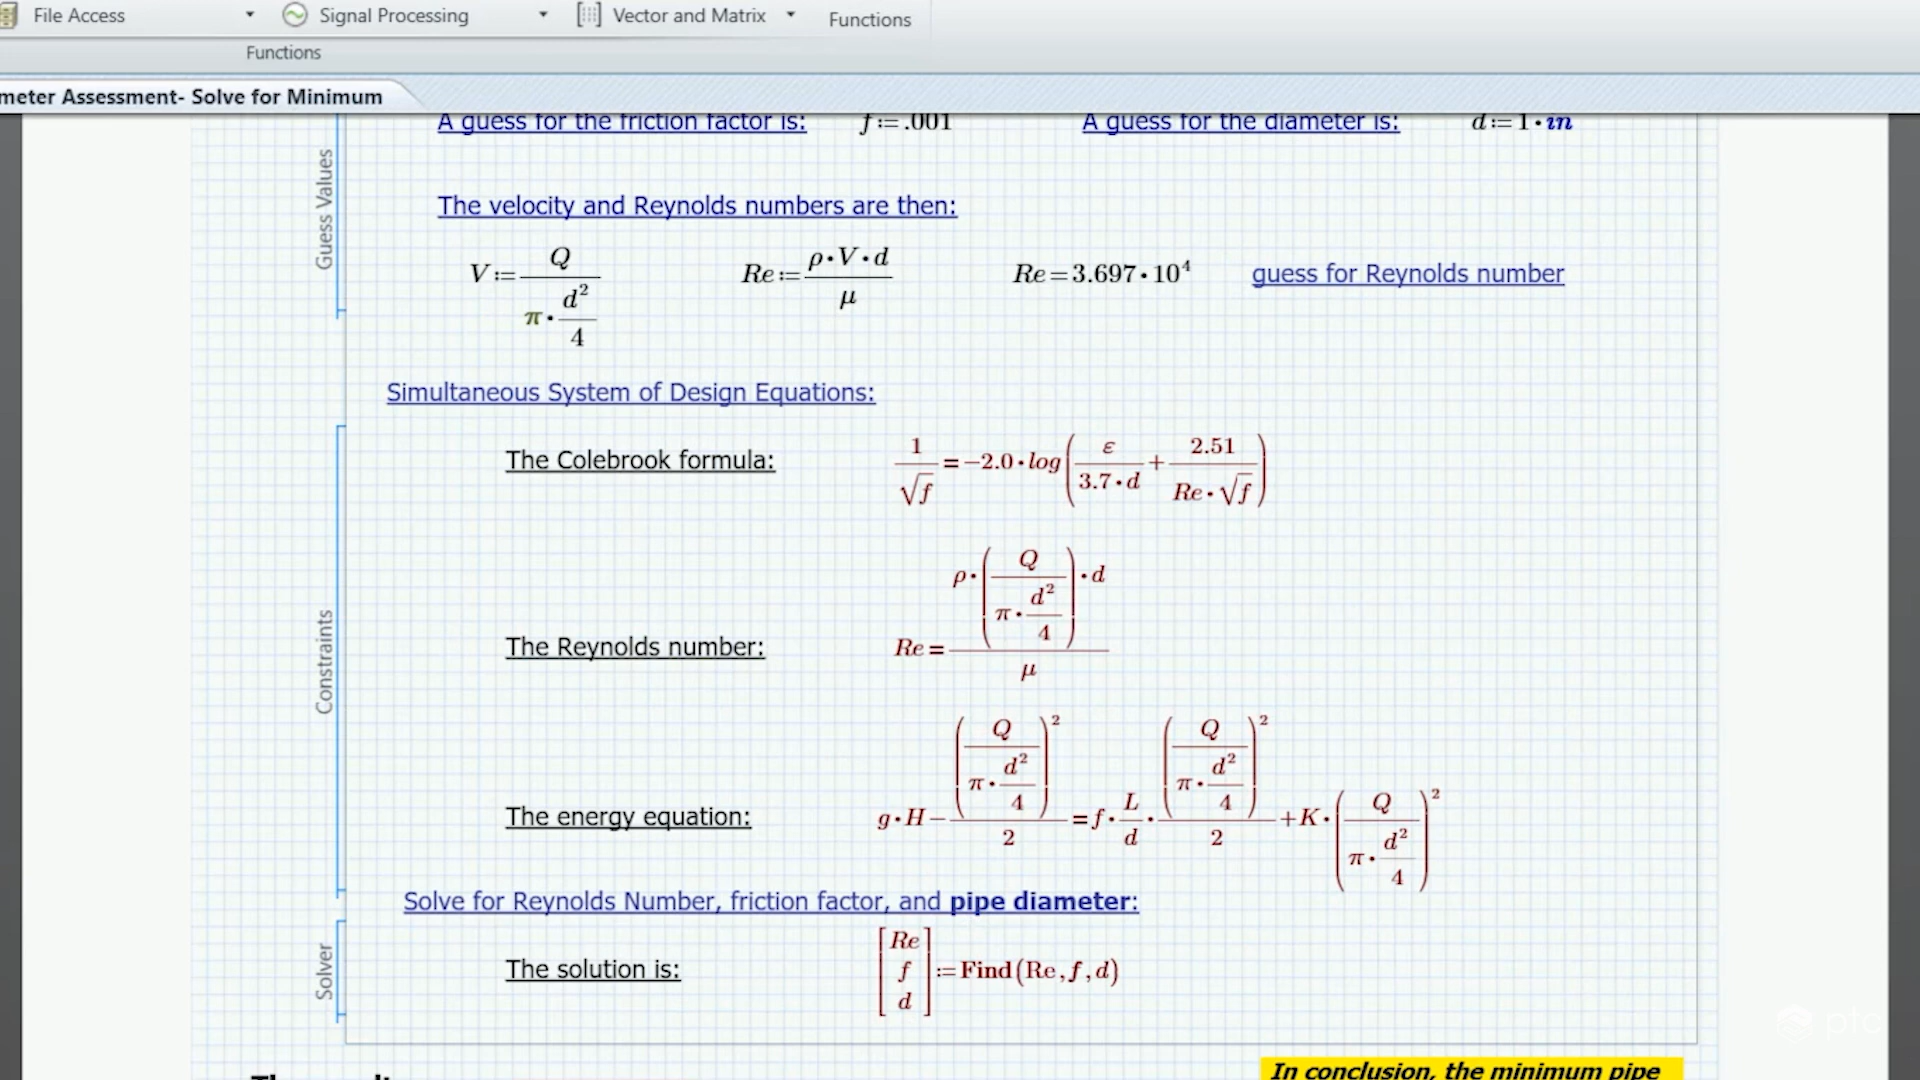 File Access Signal Processing Vector and Matrix Functions
Functions
meter Assessment- Solve for Minimum
A guess for the friction factor is: f := .001 A guess for the diameter is: d := 1 · in
Guess Values
The velocity and Reynolds numbers are then:
V := Q / (π · d² / 4) Re := (ρ · V · d) / μ Re = 3.697 · 10⁴ guess for Reynolds number
Simultaneous System of Design Equations:
Constraints
The Colebrook formula: 1 / √f = −2.0 · log(ε / (3.7 · d) + 2.51 / (Re · √f))
The Reynolds number: Re = (ρ · (Q / (π · d² / 4)) · d) / μ
The energy equation: g · H − (Q / (π · d² / 4))² / 2 = f · L / d · (Q / (π · d² / 4))² / 2 + K · (Q / (π · d² / 4))²
Solve for Reynolds Number, friction factor, and pipe diameter:
Solver
The solution is: [Re f d] := Find(Re, f, d)
ptc
In conclusion, the minimum pipe